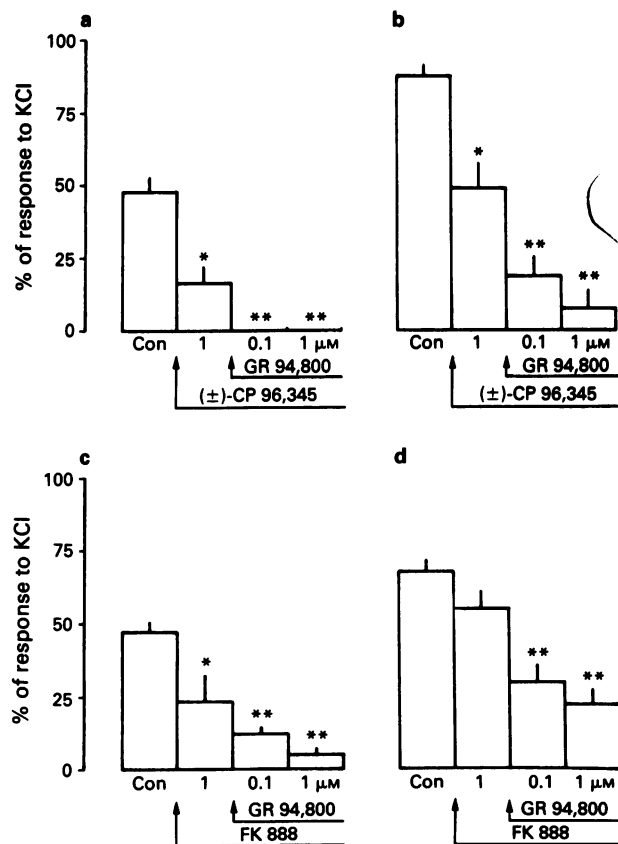 a
b
% of response to KCl
100
75
50
25
0
*
**
**
*
**
**
Con 1 0.1 1 μM
Con 1 0.1 1 μM
GR 94,800
GR 94,800
(±)-CP 96,345
(±)-CP 96,345
c
d
% of response to KCl
100
75
50
25
0
*
**
**
**
**
Con 1 0.1 1 μM
Con 1 0.1 1 μM
GR 94,800
GR 94,800
FK 888
FK 888